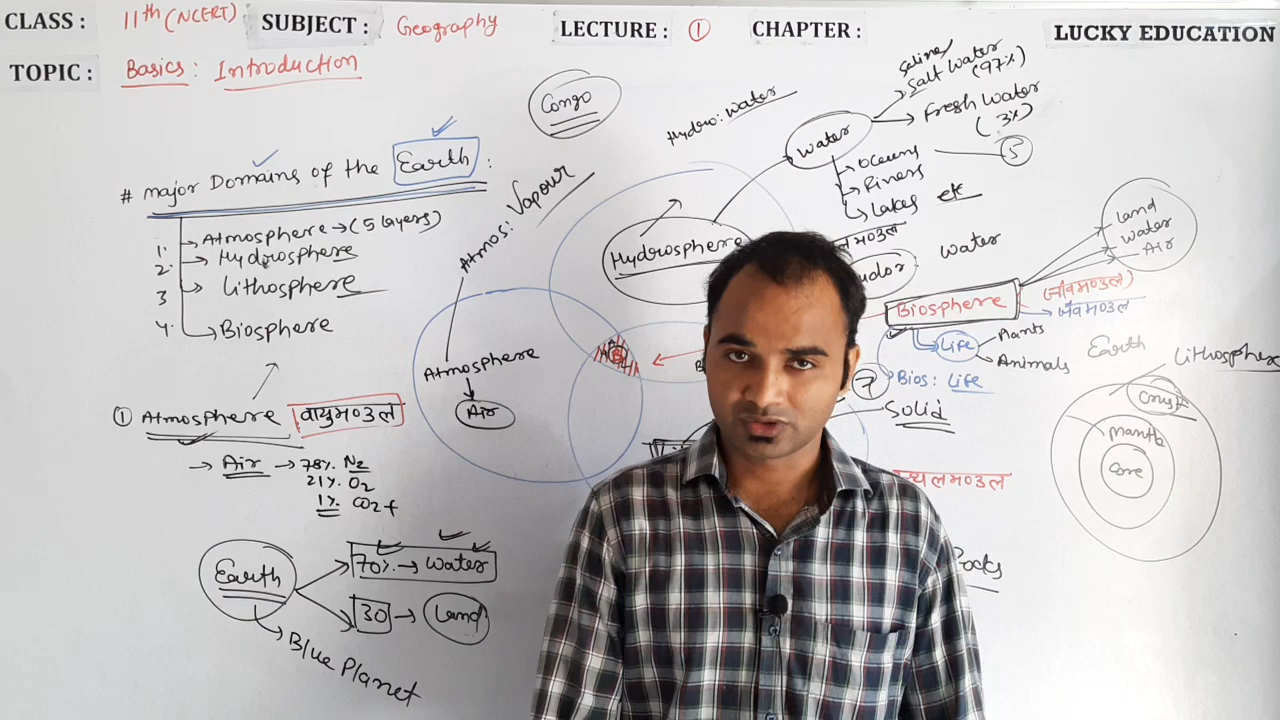 CLASS : 11th (NCERT) SUBJECT : Geography LECTURE : ① CHAPTER : LUCKY EDUCATION
TOPIC : Basics : Introduction
Congo
# major Domains of the Earth :
1. Atmosphere → (5 layers)
2. Hydrosphere
3 Lithosphere
4. Biosphere
① Atmosphere वायुमण्डल
→ Air → 78%. N2
21%. O2
1%. CO2 +
Earth
70%. → Water
30 → Land
Blue Planet
Atmos: Vapour
Atmosphere
Air
Hydro: water
Hydrosphere
Water
Saline/
Salt Water
(97%)
Fresh Water
(3%)
Oceans 5
Rivers
Lakes etc
Water
B
Land
Water
Air
Biosphere (जीवमण्डल)
जैवमण्डल
Life
Plants
Animals
Bios: Life
7
Solid
Earth
Lithosphere
Crust
Mantle
Core
Rocks